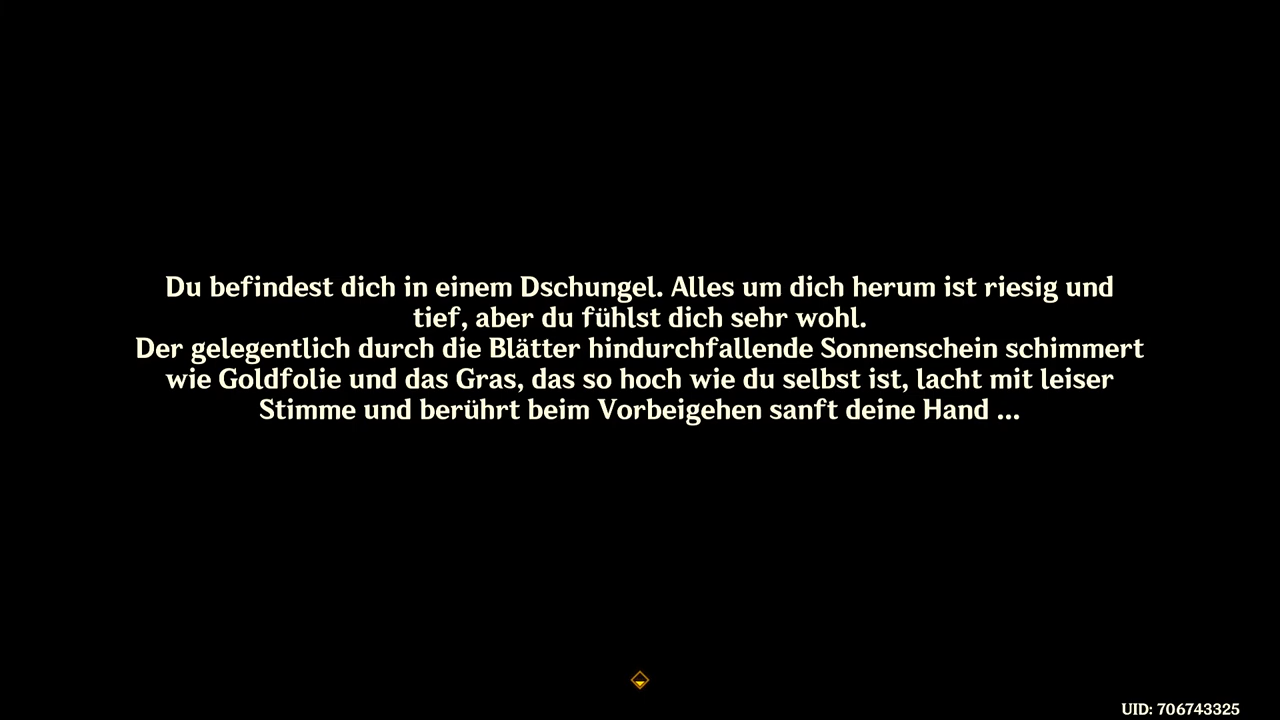 Du befindest dich in einem Dschungel. Alles um dich herum ist riesig und
tief, aber du fühlst dich sehr wohl.
Der gelegentlich durch die Blätter hindurchfallende Sonnenschein schimmert
wie Goldfolie und das Gras, das so hoch wie du selbst ist, lacht mit leiser
Stimme und berührt beim Vorbeigehen sanft deine Hand ...
UID: 706743325